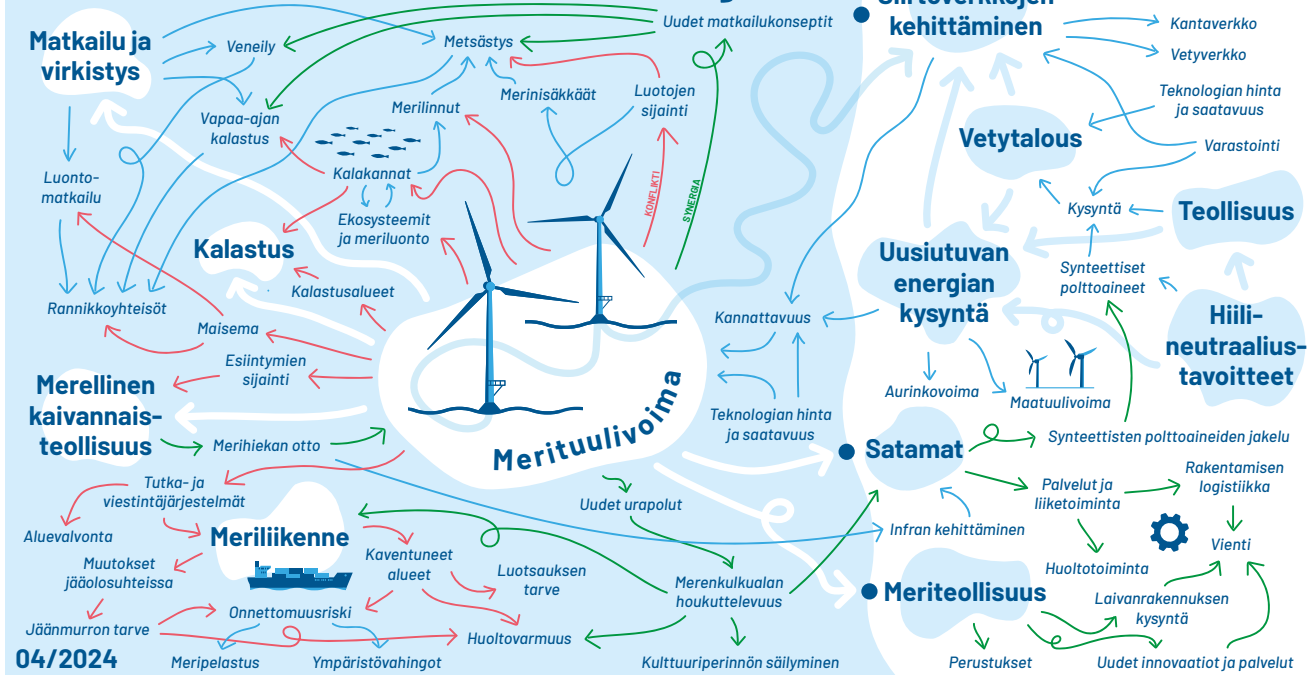 Siirtoverkkojen
kehittäminen
Uudet matkailukonseptit
Kantaverkko
Vetyverkko
Matkailu ja
virkistys
Veneily
Metsästys
Merilinnut
Merinisäkkäät
Luotojen
sijainti
Teknologian hinta
ja saatavuus
Vapaa-ajan
kalastus
Vetytalous
Varastointi
Kalakannat
Luonto-
matkailu
KONFLIKTI
SYNERGIA
Kysyntä
Teollisuus
Ekosysteemit
ja meriluonto
Kalastus
Uusiutuvan
energian
kysyntä
Synteettiset
polttoaineet
Kalastusalueet
Rannikkoyhteisöt
Maisema
Kannattavuus
Hiili-
neutraalius-
tavoitteet
Esiintymien
sijainti
Merellinen
kaivannais-
teollisuus
Aurinkovoima
Maatuulivoima
Merituulivoima
Teknologian hinta
ja saatavuus
Merihiekan otto
Satamat
Synteettisten polttoaineiden jakelu
Tutka- ja
viestintäjärjestelmät
Uudet urapolut
Palvelut ja
liiketoiminta
Rakentamisen
logistiikka
Aluevalvonta
Meriliikenne
Infran kehittäminen
Vienti
Muutokset
jääolosuhteissa
Kaventuneet
alueet
Luotsauksen
tarve
Merenkulkualan
houkuttelevuus
Huoltotoiminta
Meriteollisuus
Laivanrakennuksen
kysyntä
Onnettomuusriski
Jäänmurron tarve
Huoltovarmuus
04/2024
Meripelastus
Ympäristövahingot
Kulttuuriperinnön säilyminen
Perustukset
Uudet innovaatiot ja palvelut